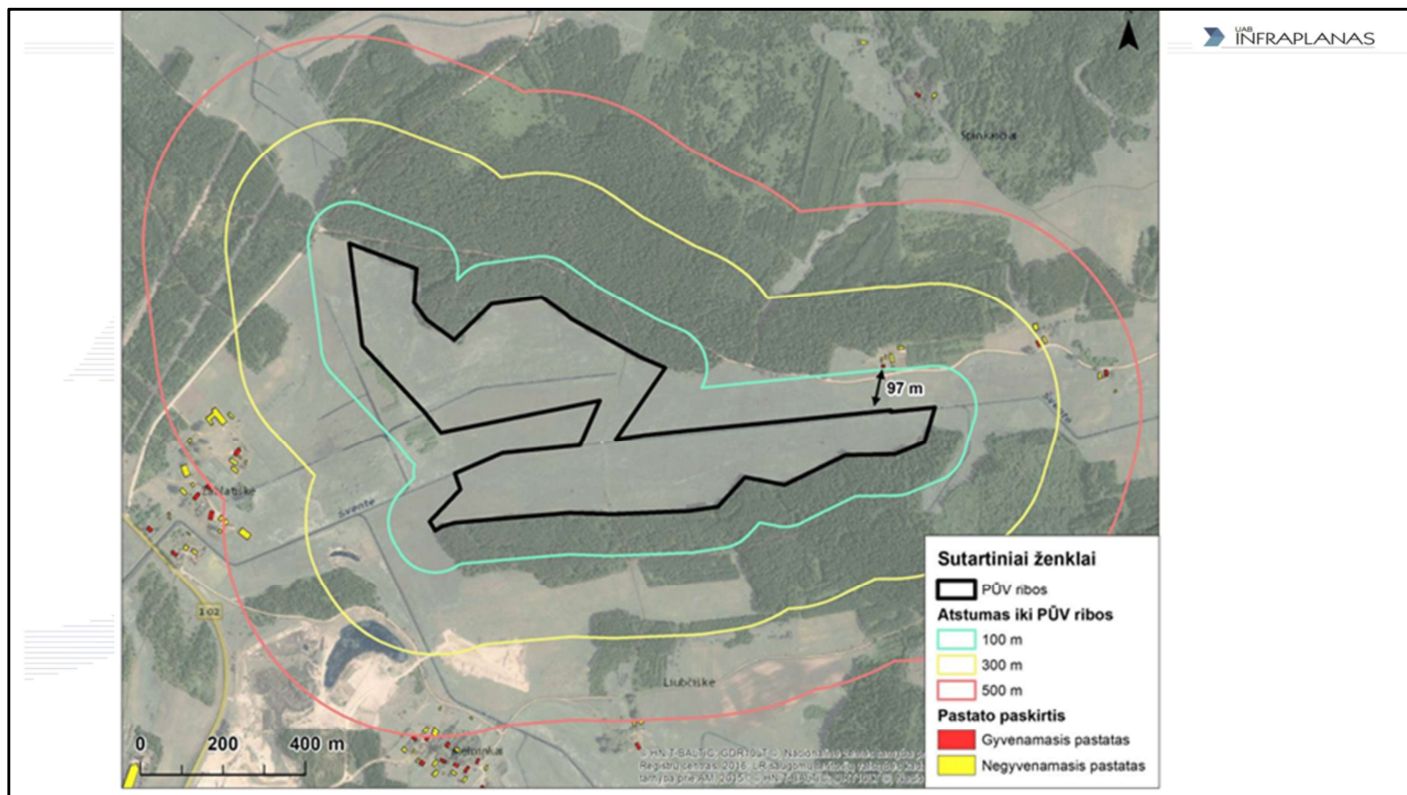 UAB
INFRAPLANAS
97 m
Šventė
102
Liubčiškė
0 200 400 m
Sutartiniai ženklai
PŪV ribos
Atstumas iki PŪV ribos
100 m
300 m
500 m
Pastato paskirtis
Gyvenamasis pastatas
Negyvenamasis pastatas